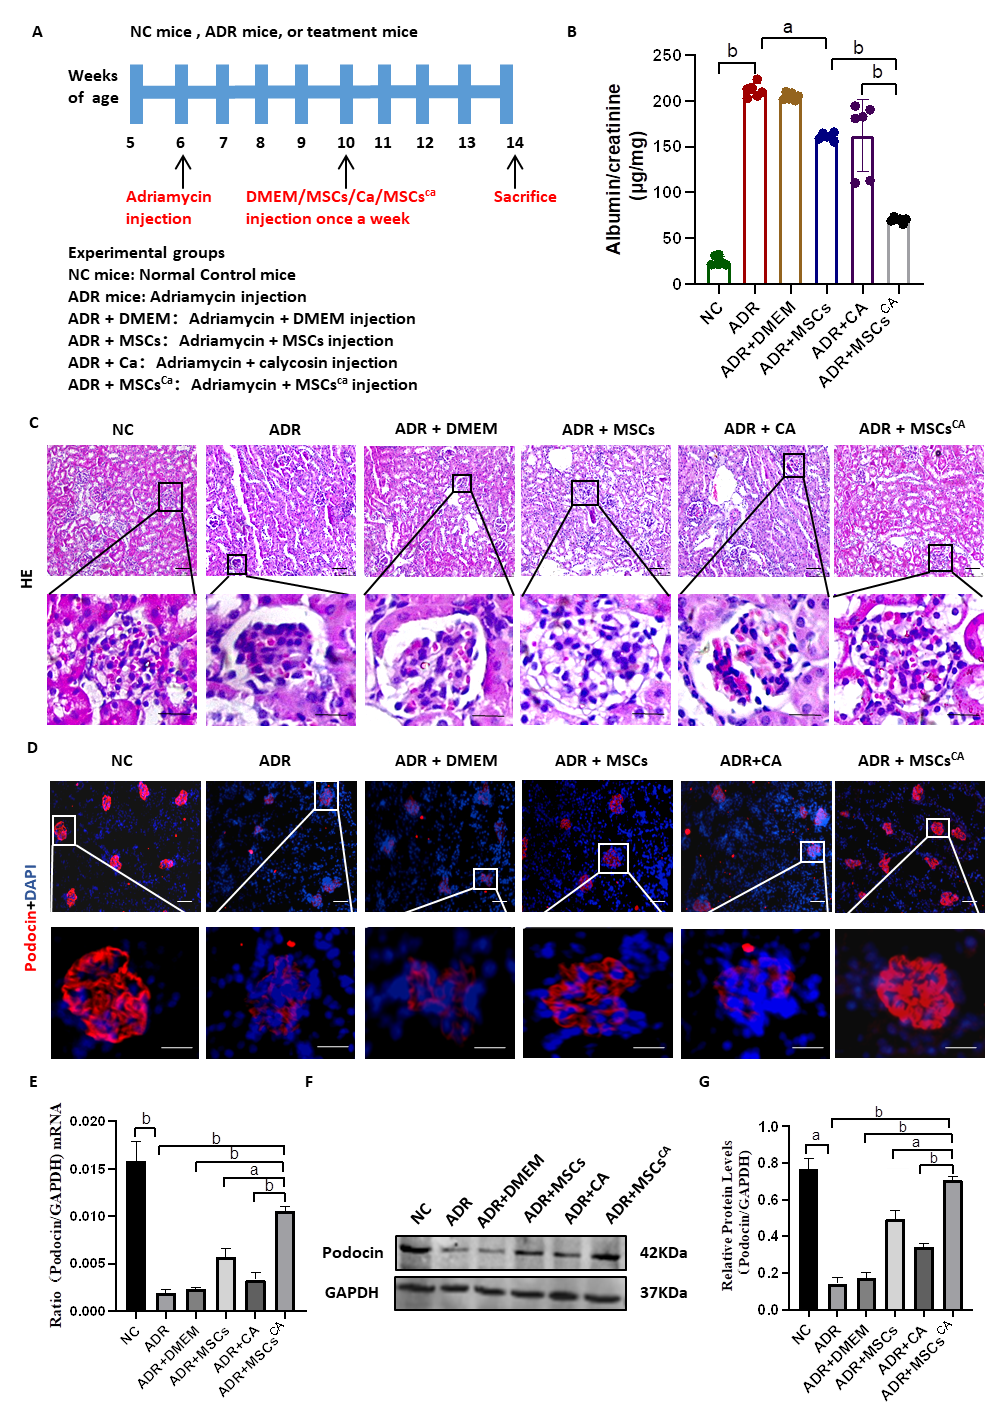 A
NC mice , ADR mice, or teatment mice
Weeks
of age
5 6 7 8 9 10 11 12 13 14
Adriamycin
injection
DMEM/MSCs/Ca/MSCsᶜᵃ
injection once a week
Sacrifice
Experimental groups
NC mice: Normal Control mice
ADR mice: Adriamycin injection
ADR + DMEM：Adriamycin + DMEM injection
ADR + MSCs：Adriamycin + MSCs injection
ADR + Ca：Adriamycin + calycosin injection
ADR + MSCsCa：Adriamycin + MSCsca injection
B
Albumin/creatinine
(μg/mg)
250
200
150
100
50
0
b
a
b
b
NC
ADR
ADR+DMEM
ADR+MSCs
ADR+CA
ADR+MSCsCA
C
NC
ADR
ADR + DMEM
ADR + MSCs
ADR + CA
ADR + MSCsCA
HE
D
NC
ADR
ADR + DMEM
ADR + MSCs
ADR+CA
ADR + MSCsCA
Podocin+DAPI
E
Ratio（Podocin/GAPDH) mRNA
0.020
0.015
0.010
0.005
0.000
b
b
b
a
b
NC
ADR
ADR+DMEM
ADR+MSCs
ADR+CA
ADR+MSCsCA
F
NC
ADR
ADR+DMEM
ADR+MSCs
ADR+CA
ADR+MSCsCA
Podocin
42KDa
GAPDH
37KDa
G
Relative Protein Levels
（Podocin/GAPDH)
1.0
0.8
0.6
0.4
0.2
0.0
a
b
b
a
b
NC
ADR
ADR+DMEM
ADR+MSCs
ADR+CA
ADR+MSCsCA